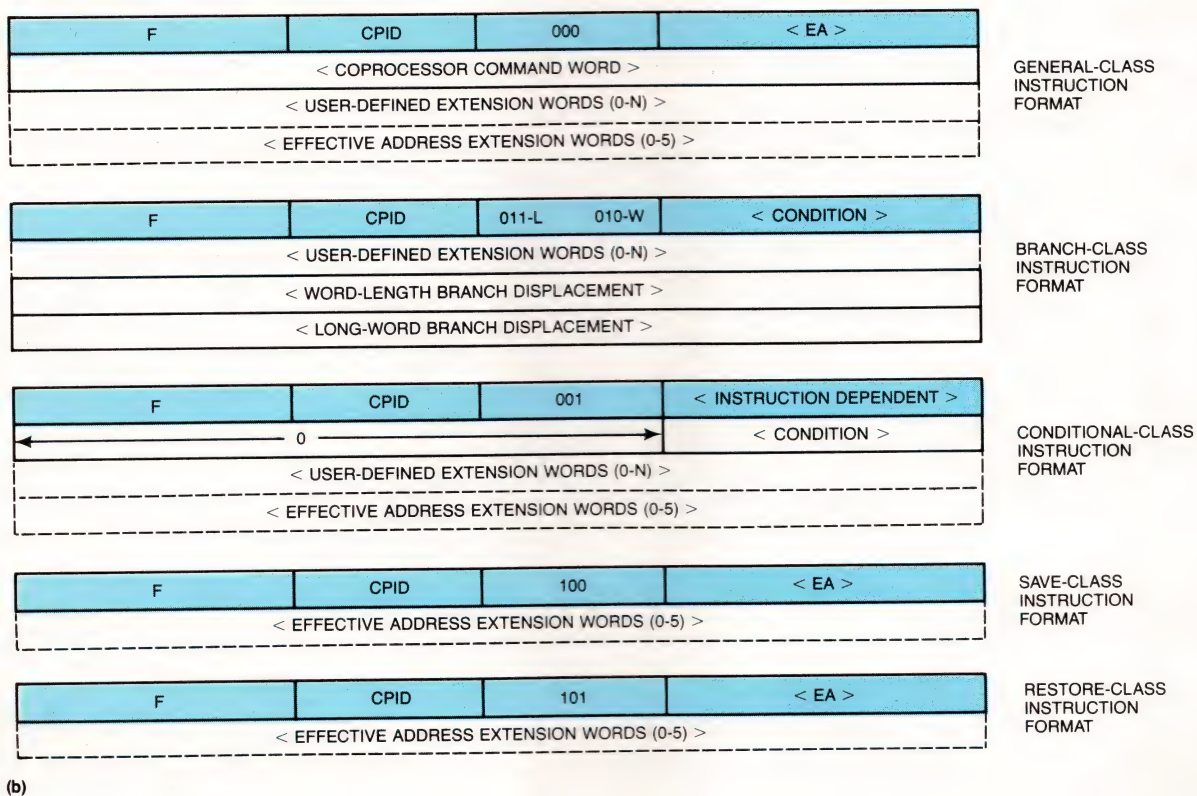 F CPID 000 < EA >
< COPROCESSOR COMMAND WORD >
< USER-DEFINED EXTENSION WORDS (0-N) >
< EFFECTIVE ADDRESS EXTENSION WORDS (0-5) >
GENERAL-CLASS
INSTRUCTION
FORMAT
F CPID 011-L 010-W < CONDITION >
< USER-DEFINED EXTENSION WORDS (0-N) >
< WORD-LENGTH BRANCH DISPLACEMENT >
< LONG-WORD BRANCH DISPLACEMENT >
BRANCH-CLASS
INSTRUCTION
FORMAT
F CPID 001 < INSTRUCTION DEPENDENT >
0 < CONDITION >
< USER-DEFINED EXTENSION WORDS (0-N) >
< EFFECTIVE ADDRESS EXTENSION WORDS (0-5) >
CONDITIONAL-CLASS
INSTRUCTION
FORMAT
F CPID 100 < EA >
< EFFECTIVE ADDRESS EXTENSION WORDS (0-5) >
SAVE-CLASS
INSTRUCTION
FORMAT
F CPID 101 < EA >
< EFFECTIVE ADDRESS EXTENSION WORDS (0-5) >
RESTORE-CLASS
INSTRUCTION
FORMAT
(b)